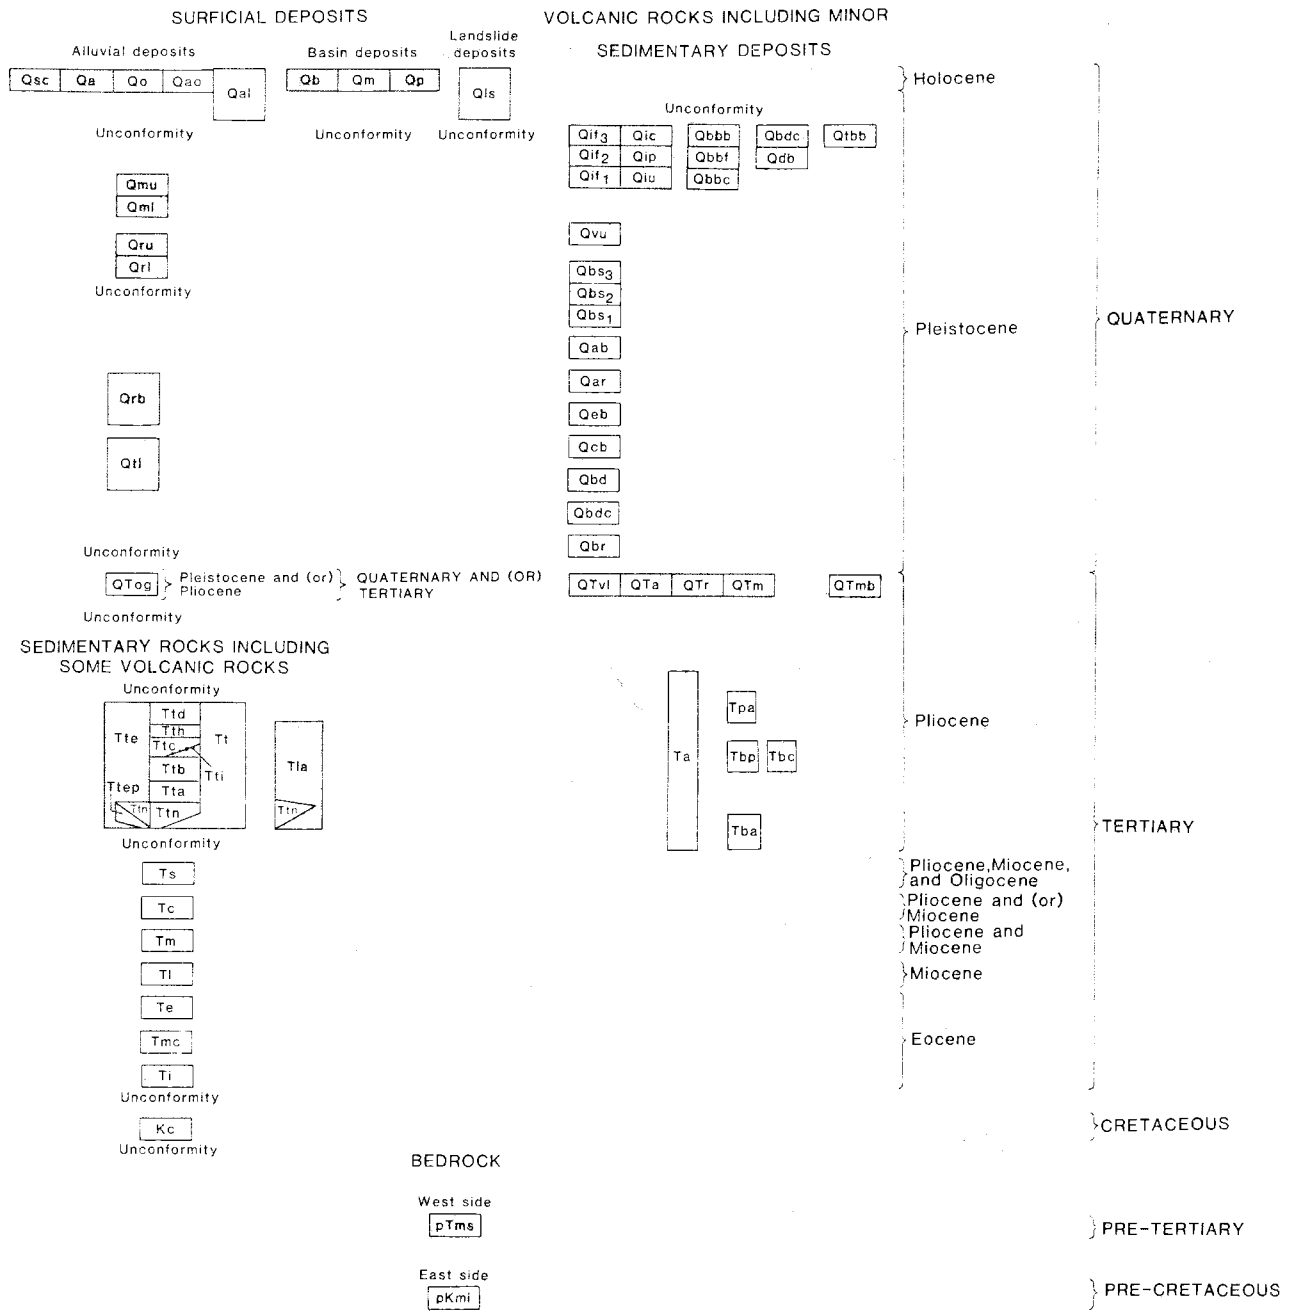 SURFICIAL DEPOSITS
VOLCANIC ROCKS INCLUDING MINOR
SEDIMENTARY DEPOSITS
Alluvial deposits
Basin deposits
Landslide
deposits
Qsc Qa Qo Qao Qal
Qb Qm Qp
Qls
Holocene
Unconformity
Unconformity
Unconformity
Unconformity
Qif3 Qic Qbbb Qbdc Qtbb
Qif2 Qip Qbbf Qdb
Qif1 Qiu Qbbc
Qmu
Qml
Qru
Qrl
Unconformity
Qvu
Qbs3
Qbs2
Qbs1
Pleistocene
QUATERNARY
Qab
Qar
Qrb
Qeb
Qcb
Qtl
Qbd
Qbdc
Qbr
Unconformity
QTog
Pleistocene and (or)
Pliocene
QUATERNARY AND (OR)
TERTIARY
QTvl QTa QTr QTm QTmb
Unconformity
SEDIMENTARY ROCKS INCLUDING
SOME VOLCANIC ROCKS
Unconformity
Ttd
Tth
Tte Ttc Tt
Tti
Ttb
Ttep Tta
Ttn Ttn
Tla
Ttn
Ta
Tpa
Tbp Tbc
Tba
Pliocene
TERTIARY
Unconformity
Ts
Pliocene, Miocene,
and Oligocene
Tc
Pliocene and (or)
Miocene
Tm
Pliocene and
Miocene
Tl
Miocene
Te
Tmc
Eocene
Ti
Unconformity
Kc
CRETACEOUS
Unconformity
BEDROCK
West side
pTms
PRE-TERTIARY
East side
pKmi
PRE-CRETACEOUS